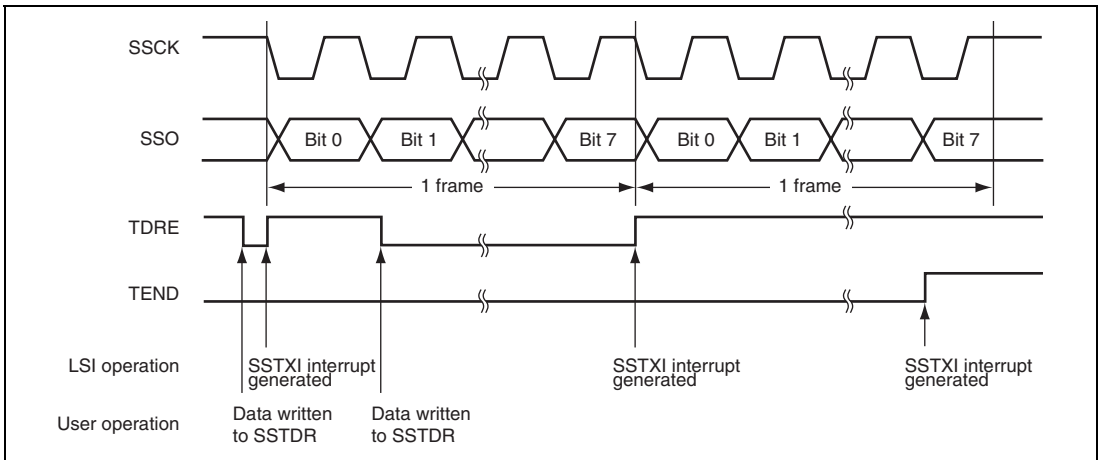 SSCK
SSO
Bit 0
Bit 1
Bit 7
Bit 0
Bit 1
Bit 7
1 frame
1 frame
TDRE
TEND
LSI operation
SSTXI interrupt
generated
SSTXI interrupt
generated
SSTXI interrupt
generated
User operation
Data written
to SSTDR
Data written
to SSTDR